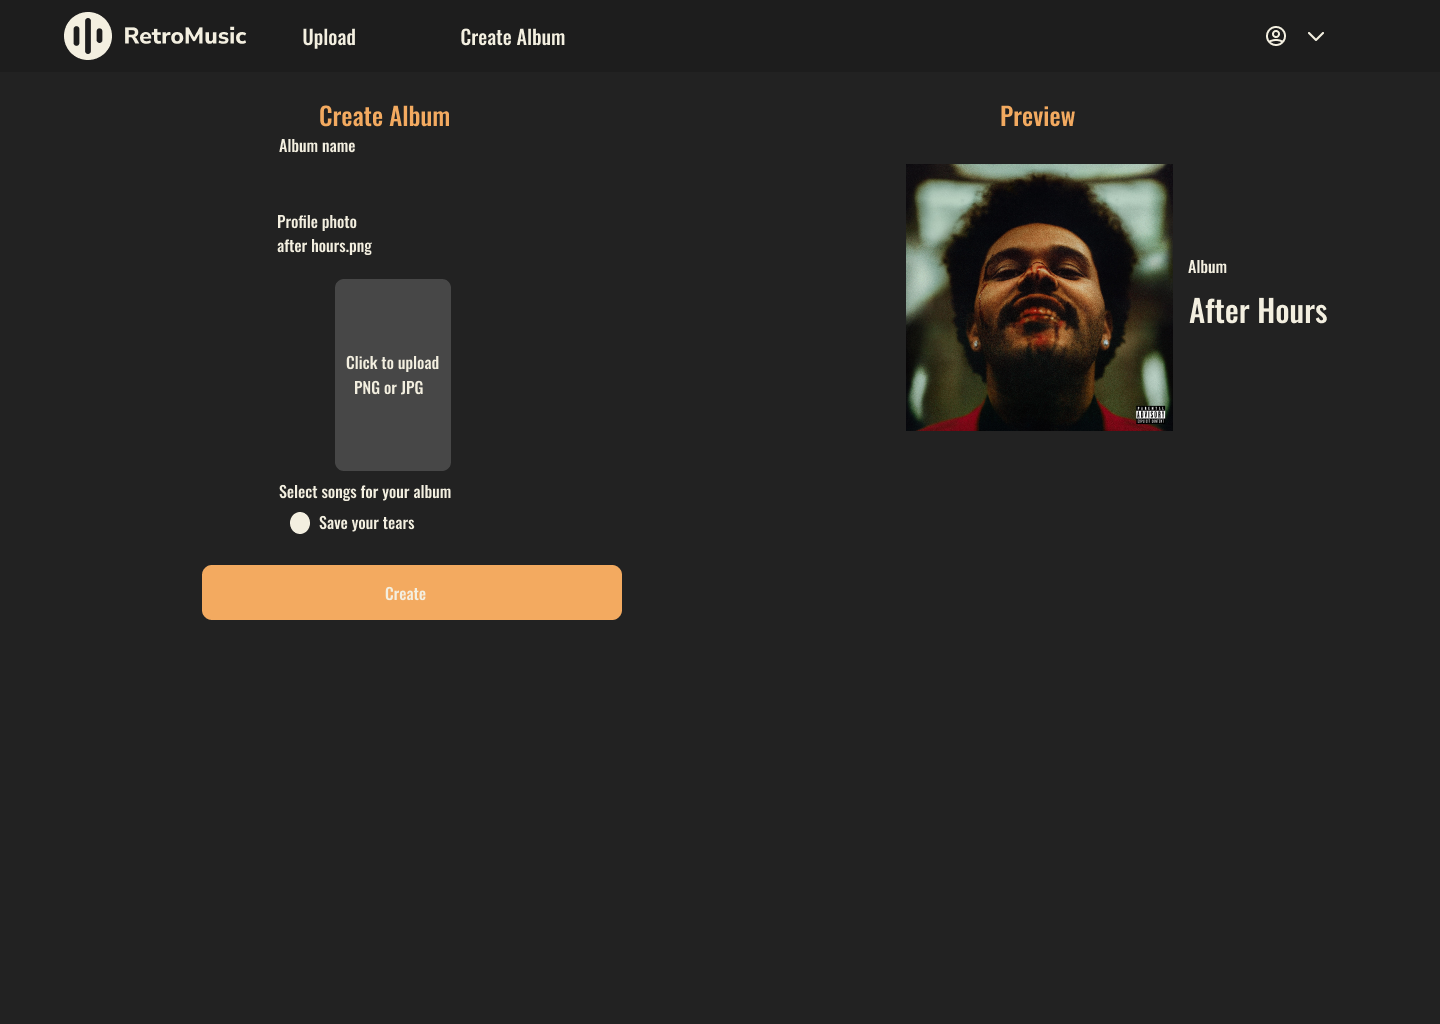 RetroMusic
Upload
Create Album
Create Album
Album name
Profile photo
after hours.png
Click to upload
PNG or JPG
Select songs for your album
Save your tears
Create
Preview
PARENTAL
ADVISORY
EXPLICIT CONTENT
Album
After Hours